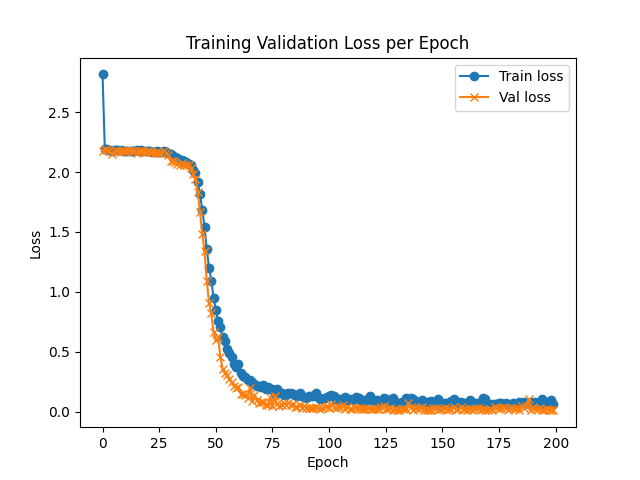 Training Validation Loss per Epoch
Train loss
Val loss
2.5
2.0
1.5
1.0
0.5
0.0
Loss
0 25 50 75 100 125 150 175 200
Epoch